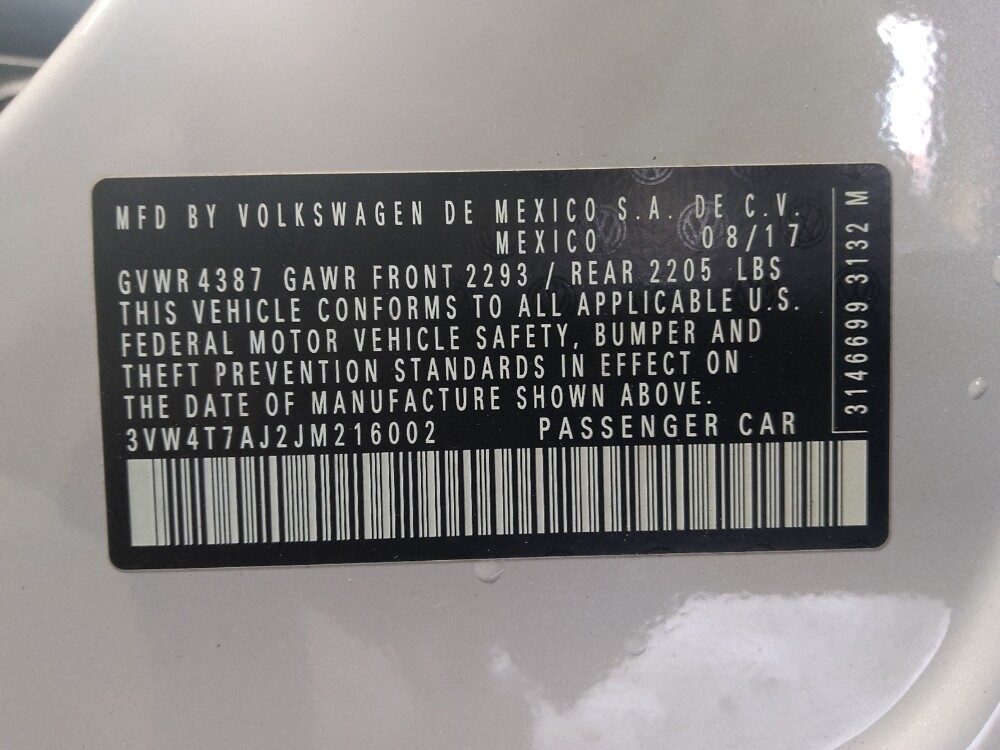 MFD BY VOLKSWAGEN DE MEXICO S.A. DE C.V.
MEXICO 08/17
GVWR 4387 GAWR FRONT 2293 / REAR 2205 LBS
THIS VEHICLE CONFORMS TO ALL APPLICABLE U.S.
FEDERAL MOTOR VEHICLE SAFETY, BUMPER AND
THEFT PREVENTION STANDARDS IN EFFECT ON
THE DATE OF MANUFACTURE SHOWN ABOVE.
3VW4T7AJ2JM216002 PASSENGER CAR
3146699 3132 M